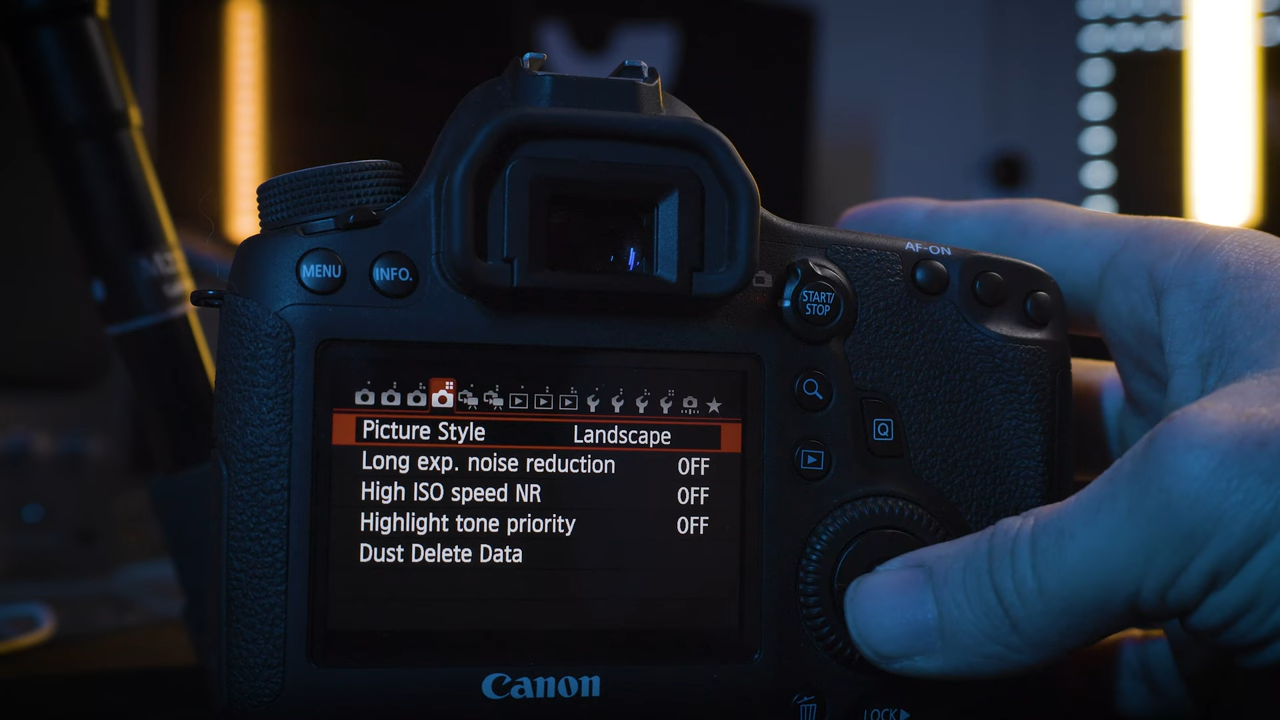 AF-ON
MENU INFO.
START/
STOP
Picture Style Landscape
Q
Long exp. noise reduction OFF
High ISO speed NR OFF
Highlight tone priority OFF
Dust Delete Data
Canon
LOCK